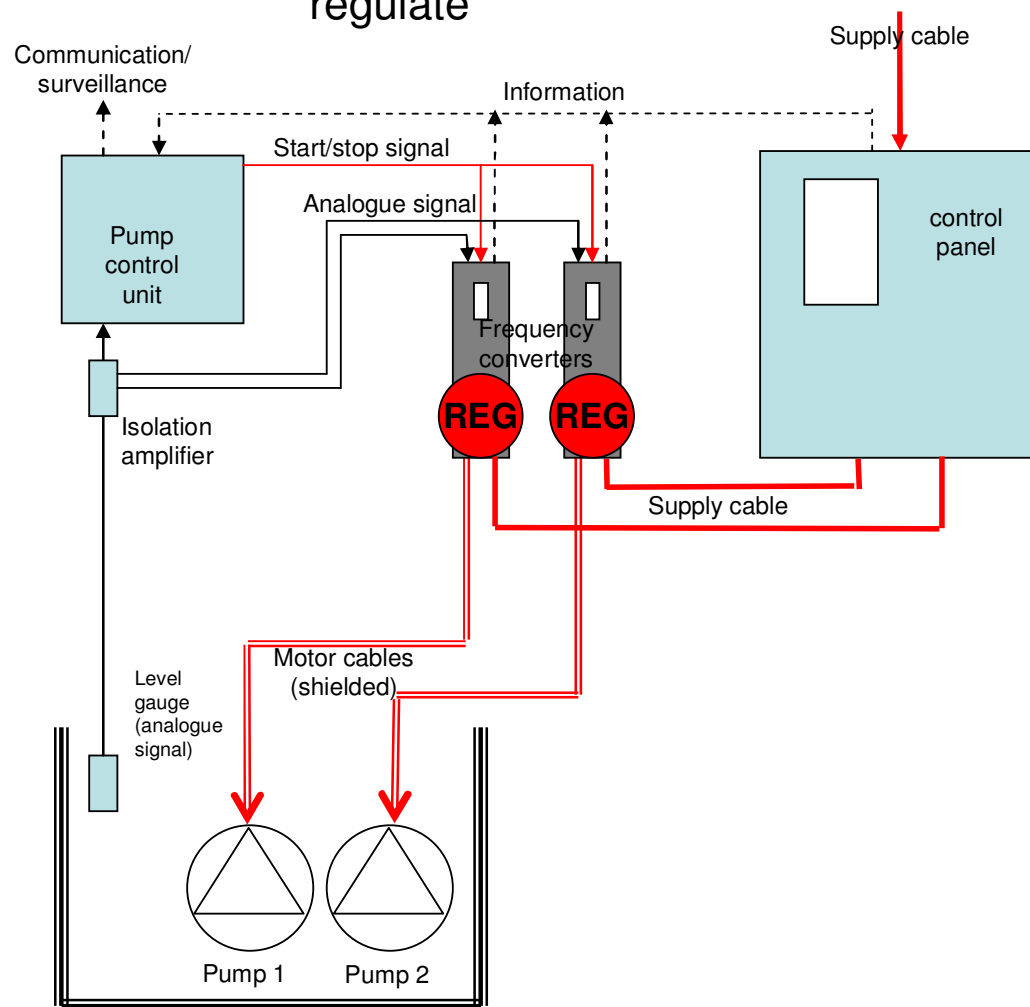 regulate
Supply cable
Communication/
surveillance
Information
Start/stop signal
Analogue signal
Pump
control
unit
control
panel
Frequency
converters
REG REG
Isolation
amplifier
Supply cable
Motor cables
(shielded)
Level
gauge
(analogue
signal)
Pump 1
Pump 2